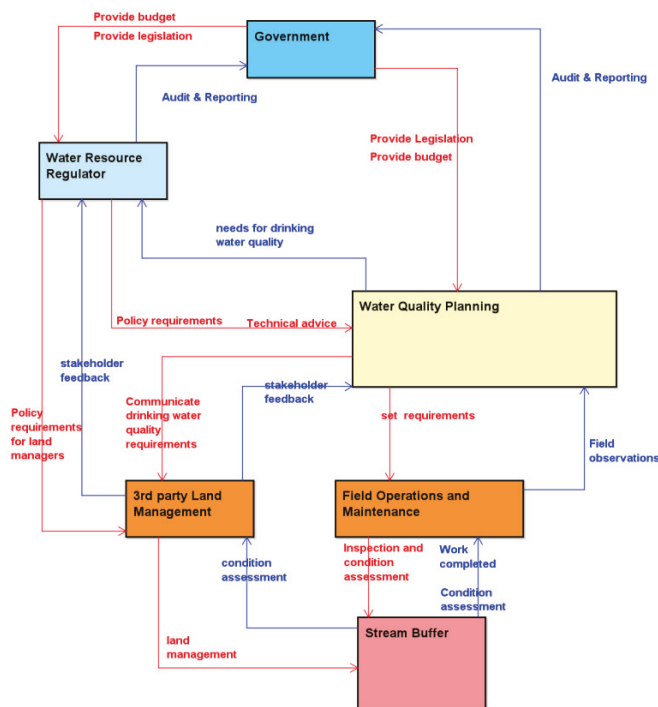 Provide budget
Provide legislation
Government
Audit & Reporting
Audit & Reporting
Provide Legislation
Provide budget
Water Resource
Regulator
needs for drinking
water quality
Water Quality Planning
Policy requirements
Technical advice
stakeholder
feedback
stakeholder
feedback
Communicate
drinking water
quality
requirements
set requirements
Policy
requirements
for land
managers
Field
observations
3rd party Land
Management
Field Operations and
Maintenance
condition
assessment
Inspection and
condition
assessment
Work
completed
Condition
assessment
Stream Buffer
land
management